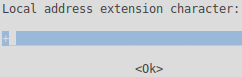 Local address extension character:
+
<Ok>